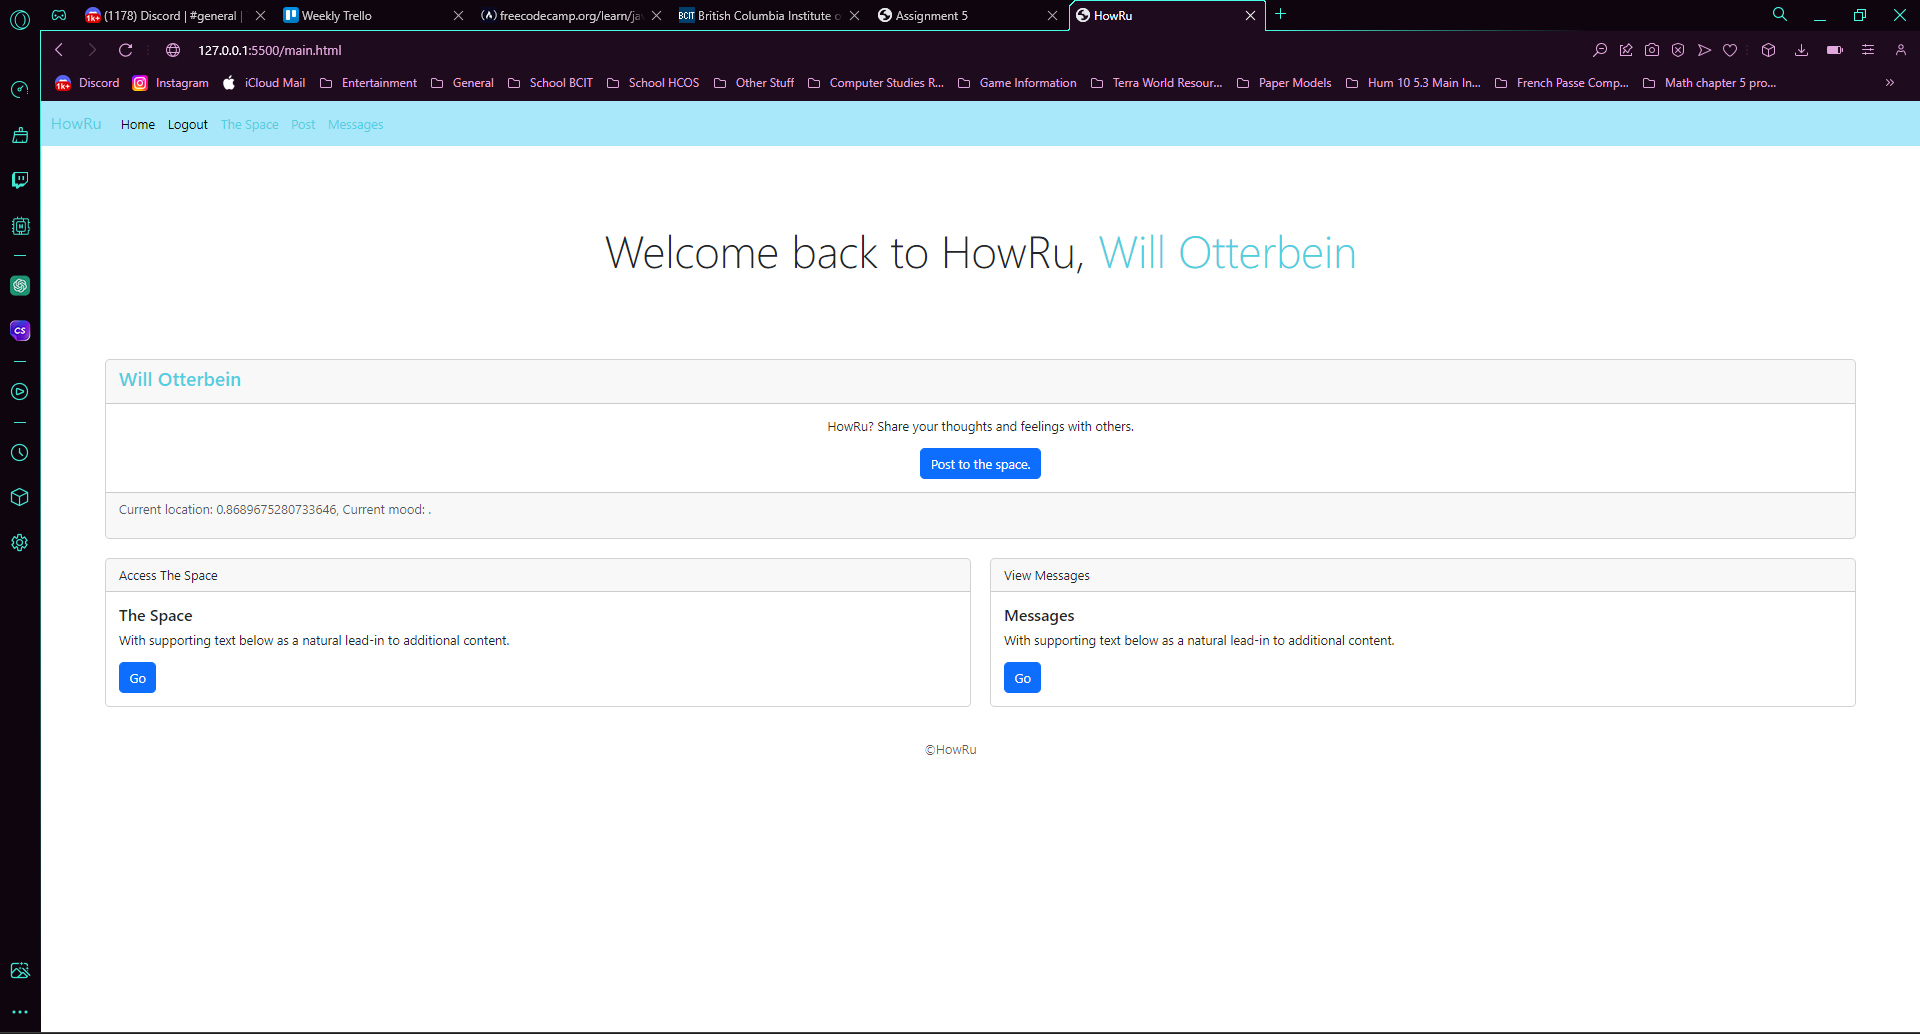 (1178) Discord | #general |
Weekly Trello
freecodecamp.org/learn/ja
British Columbia Institute o
Assignment 5
HowRu
127.0.0.1:5500/main.html
Discord Instagram iCloud Mail Entertainment General School BCIT School HCOS Other Stuff Computer Studies R... Game Information Terra World Resour... Paper Models Hum 10 5.3 Main In... French Passe Comp... Math chapter 5 pro...
HowRu Home Logout The Space Post Messages
Welcome back to HowRu, Will Otterbein
Will Otterbein
HowRu? Share your thoughts and feelings with others.
Post to the space.
Current location: 0.8689675280733646, Current mood: .
Access The Space
The Space
With supporting text below as a natural lead-in to additional content.
Go
View Messages
Messages
With supporting text below as a natural lead-in to additional content.
Go
©HowRu